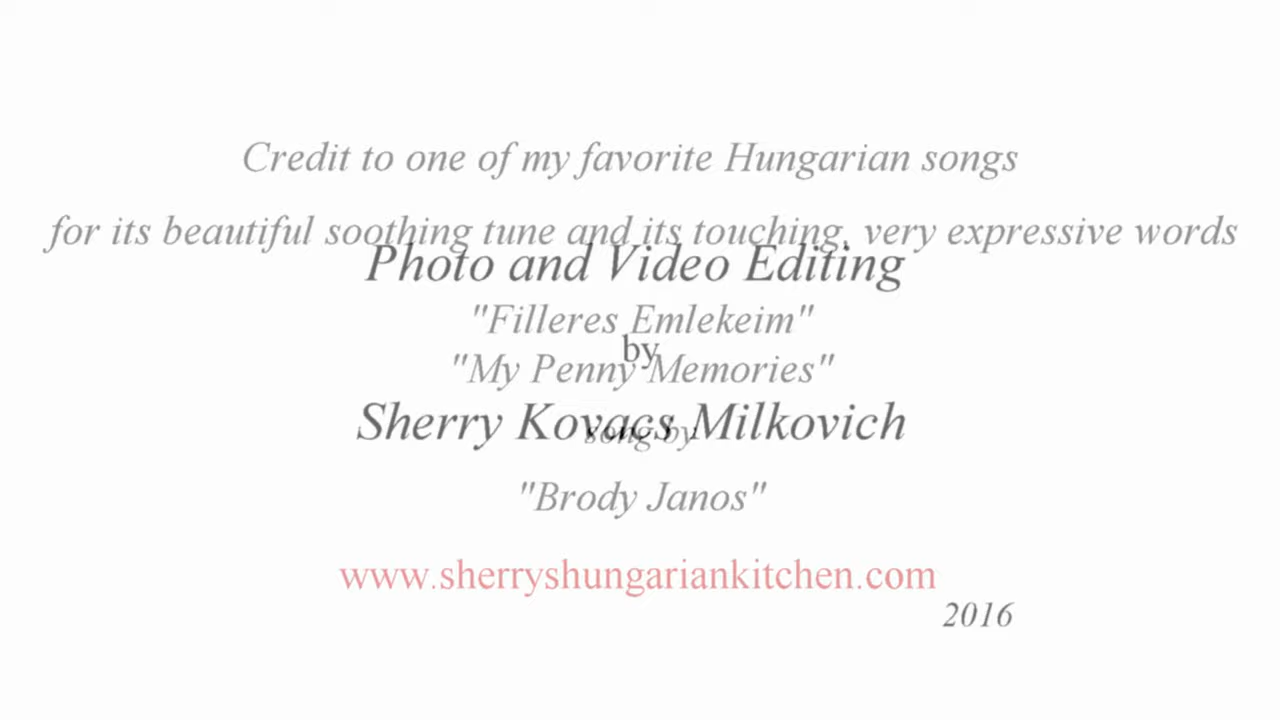 Credit to one of my favorite Hungarian songs
for its beautiful soothing tune and its touching, very expressive words
Photo and Video Editing
"Filleres Emlekeim"
by
"My Penny Memories"
Sherry Kovacs Milkovich
song by
"Brody Janos"
www.sherryshungariankitchen.com
2016